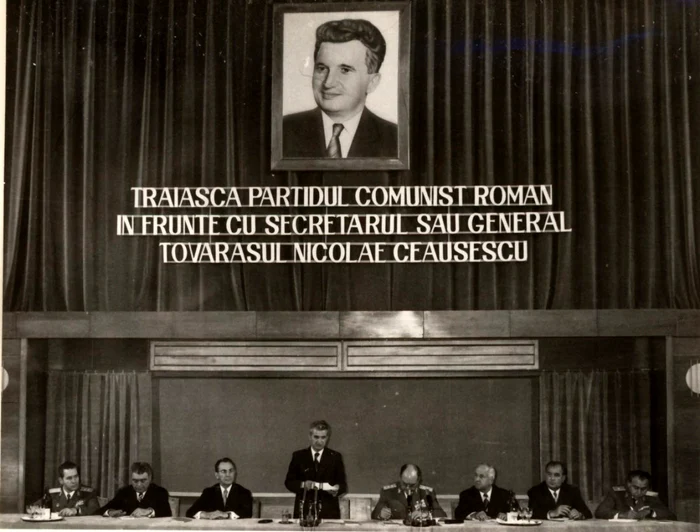 TRAIASCA PARTIDUL COMUNIST ROMAN
IN FRUNTE CU SECRETARUL SAU GENERAL
TOVARASUL NICOLAE CEAUSESCU